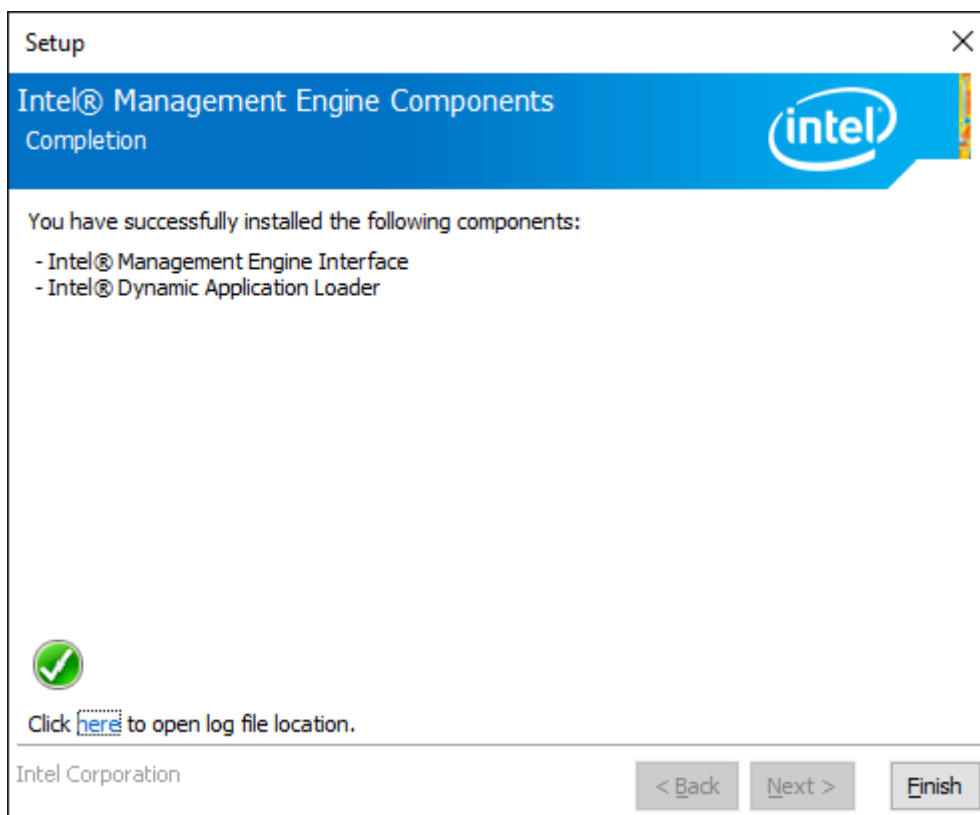 Setup
Intel® Management Engine Components
Completion
intel®
You have successfully installed the following components:
- Intel® Management Engine Interface
- Intel® Dynamic Application Loader
Click here to open log file location.
Intel Corporation
< Back
Next >
Finish